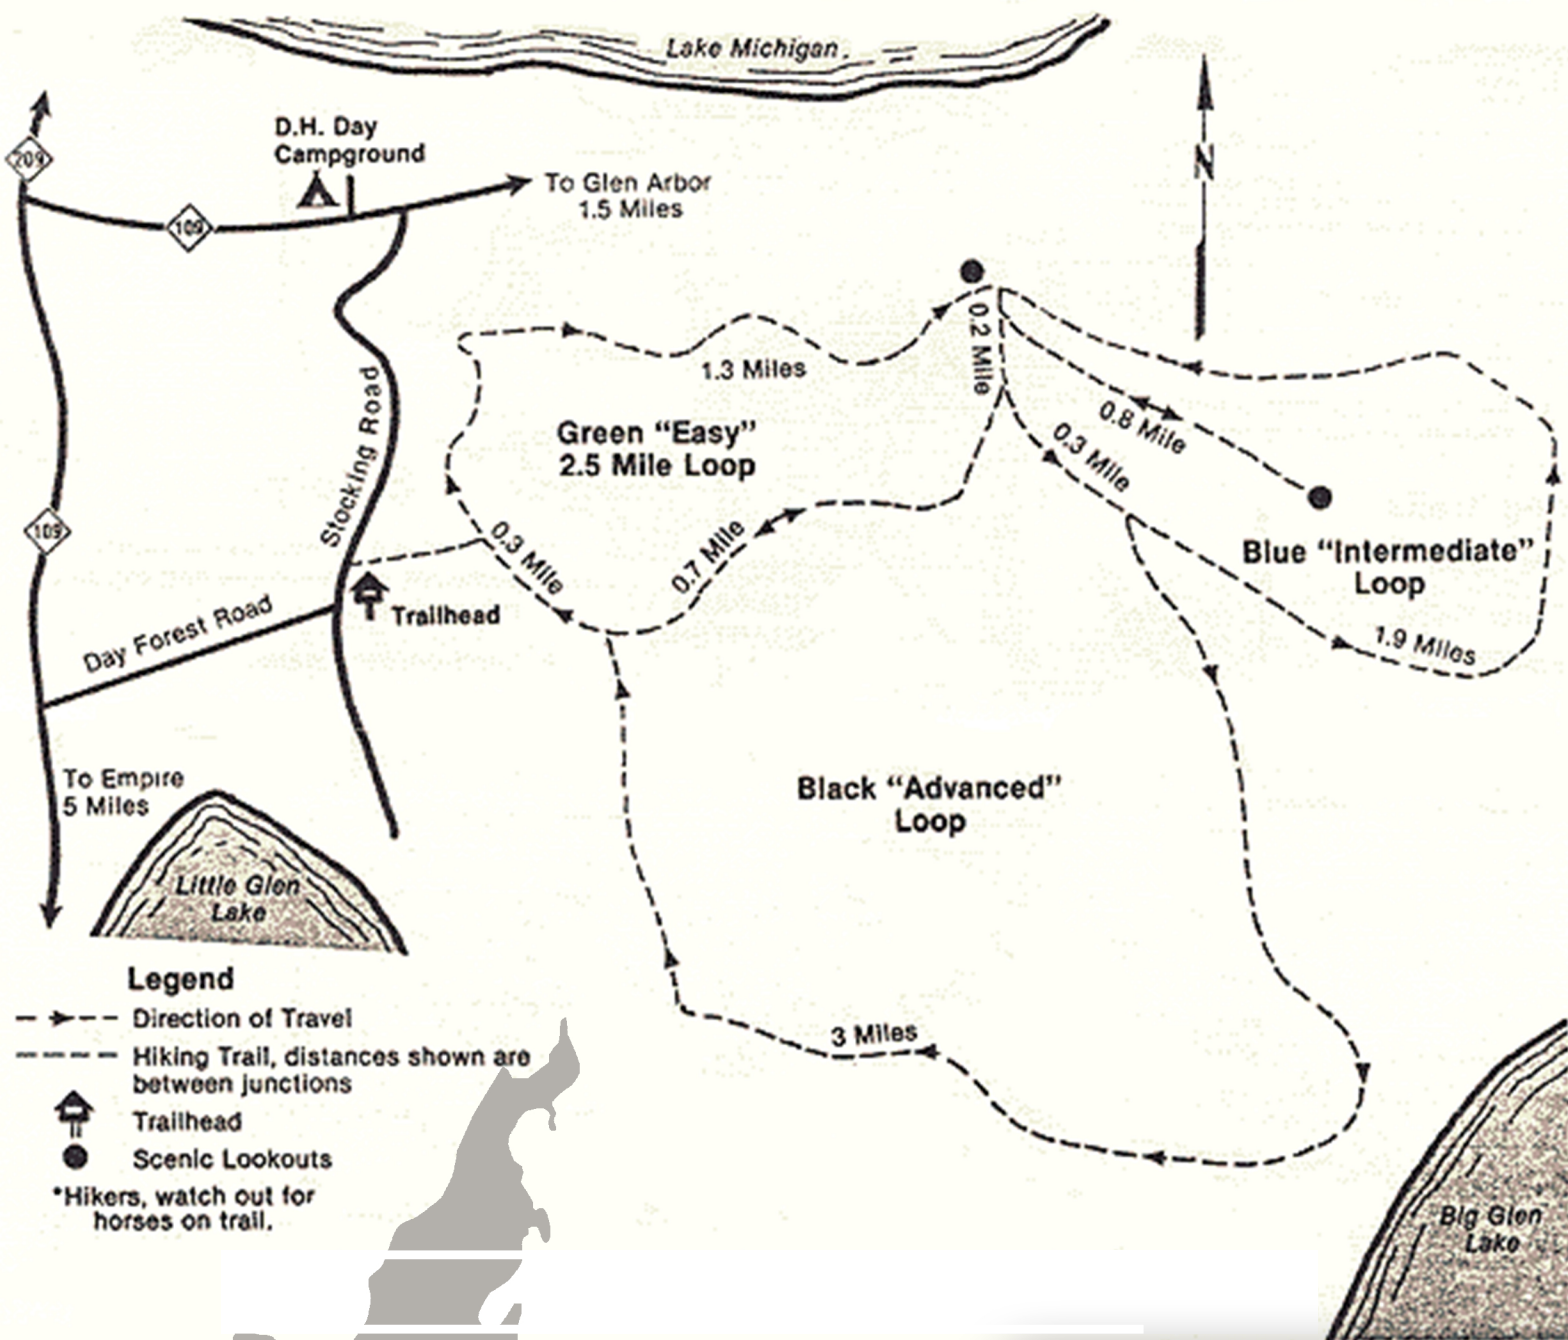 Lake Michigan
209
D.H. Day
Campground
109
To Glen Arbor
1.5 Miles
N
0.2 Mile
1.3 Miles
Stocking Road
Green “Easy”
2.5 Mile Loop
0.8 Mile
0.3 Mile
109
0.3 Mile
0.7 Mile
Blue “Intermediate”
Loop
Day Forest Road
Trailhead
1.9 Miles
To Empire
5 Miles
Black “Advanced”
Loop
Little Glen
Lake
Legend
Direction of Travel
Hiking Trail, distances shown are
between junctions
Trailhead
Scenic Lookouts
*Hikers, watch out for
horses on trail.
3 Miles
Big Glen
Lake